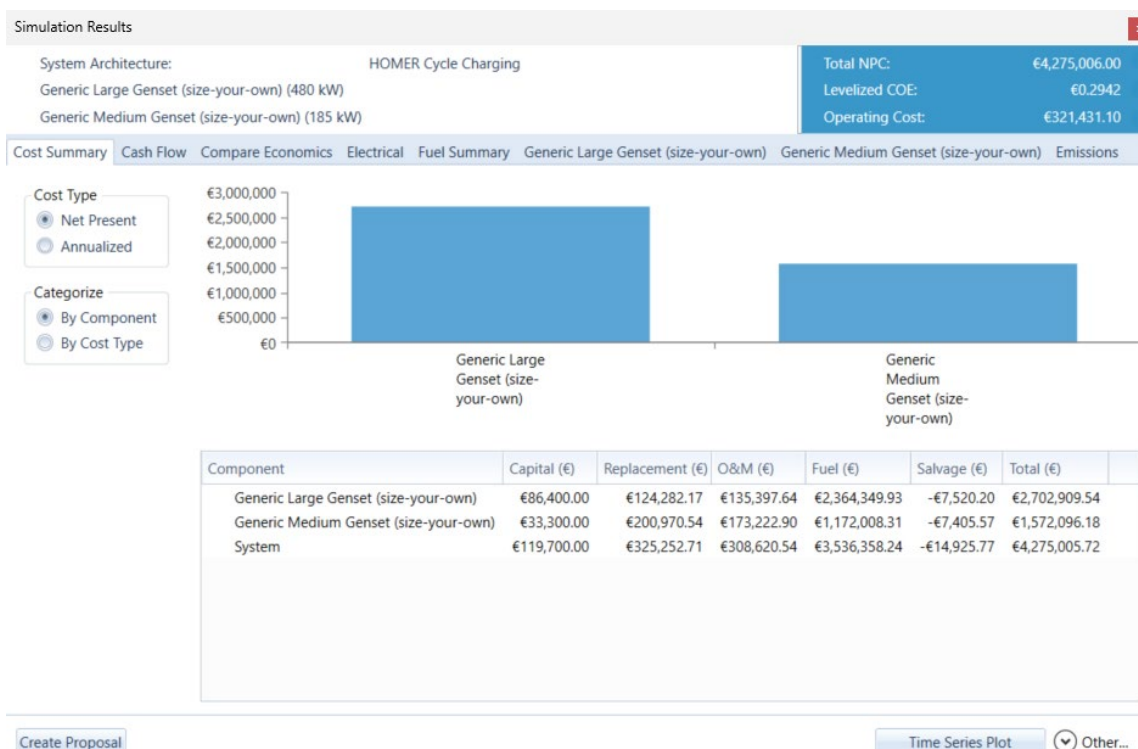 Simulation Results
System Architecture: HOMER Cycle Charging
Generic Large Genset (size-your-own) (480 kW)
Generic Medium Genset (size-your-own) (185 kW)
Total NPC: €4,275,006.00
Levelized COE: €0.2942
Operating Cost: €321,431.10
Cost Summary Cash Flow Compare Economics Electrical Fuel Summary Generic Large Genset (size-your-own) Generic Medium Genset (size-your-own) Emissions
Cost Type
Net Present
Annualized
Categorize
By Component
By Cost Type
€3,000,000
€2,500,000
€2,000,000
€1,500,000
€1,000,000
€500,000
€0
Generic Large
Genset (size-
your-own)
Generic
Medium
Genset (size-
your-own)
Component Capital (€) Replacement (€) O&M (€) Fuel (€) Salvage (€) Total (€)
Generic Large Genset (size-your-own) €86,400.00 €124,282.17 €135,397.64 €2,364,349.93 -€7,520.20 €2,702,909.54
Generic Medium Genset (size-your-own) €33,300.00 €200,970.54 €173,222.90 €1,172,008.31 -€7,405.57 €1,572,096.18
System €119,700.00 €325,252.71 €308,620.54 €3,536,358.24 -€14,925.77 €4,275,005.72
Create Proposal Time Series Plot Other...